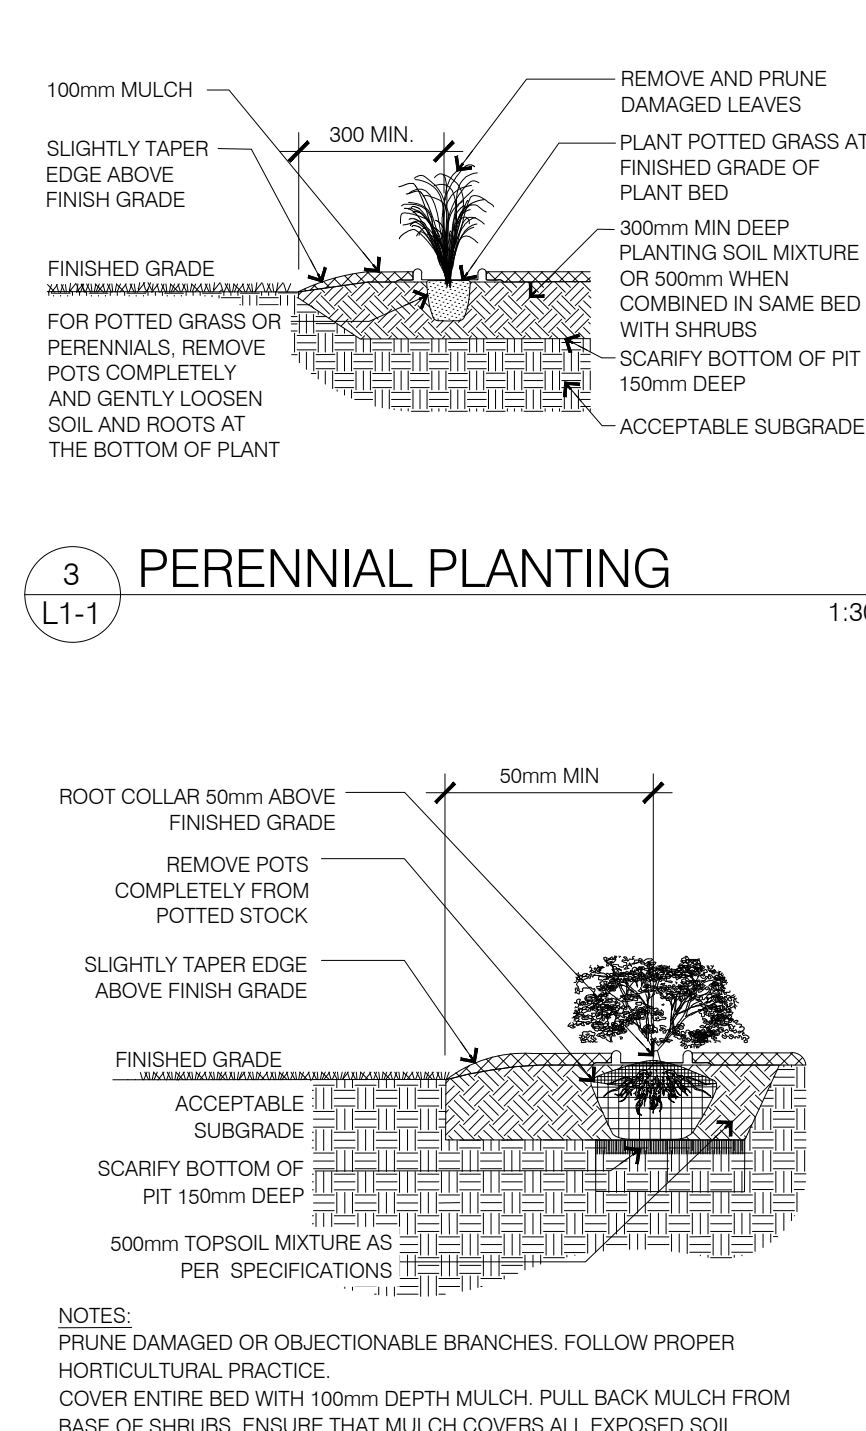 100mm MULCH
SLIGHTLY TAPER
EDGE ABOVE
FINISH GRADE
300 MIN.
FINISHED GRADE
FOR POTTED GRASS OR
PERENNIALS, REMOVE
POTS COMPLETELY
AND GENTLY LOOSEN
SOIL AND ROOTS AT
THE BOTTOM OF PLANT
REMOVE AND PRUNE
DAMAGED LEAVES
PLANT POTTED GRASS AT
FINISHED GRADE OF
PLANT BED
300mm MIN DEEP
PLANTING SOIL MIXTURE
OR 500mm WHEN
COMBINED IN SAME BED
WITH SHRUBS
SCARIFY BOTTOM OF PIT
150mm DEEP
ACCEPTABLE SUBGRADE
3
L1-1
PERENNIAL PLANTING
50mm MIN
ROOT COLLAR 50mm ABOVE
FINISHED GRADE
REMOVE POTS
COMPLETELY FROM
POTTED STOCK
SLIGHTLY TAPER EDGE
ABOVE FINISH GRADE
FINISHED GRADE
ACCEPTABLE
SUBGRADE
SCARIFY BOTTOM OF
PIT 150mm DEEP
500mm TOPSOIL MIXTURE AS
PER SPECIFICATIONS
NOTES:
PRUNE DAMAGED OR OBJECTIONABLE BRANCHES. FOLLOW PROPER
HORTICULTURAL PRACTICE.
COVER ENTIRE BED WITH 100mm DEPTH MULCH. PULL BACK MULCH FROM
BASE OF SHRUBS. ENSURE THAT MULCH COVERS ALL EXPOSED SOIL